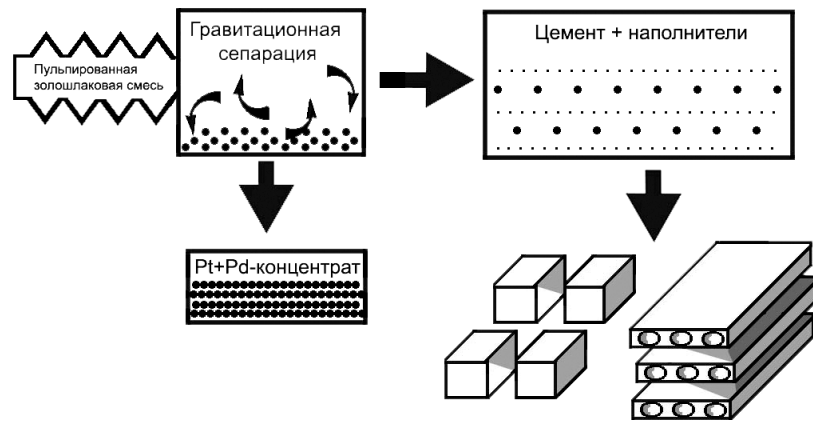 Пульпированная
золошлаковая смесь
Гравитационная
сепарация
Цемент + наполнители
Pt+Pd-концентрат